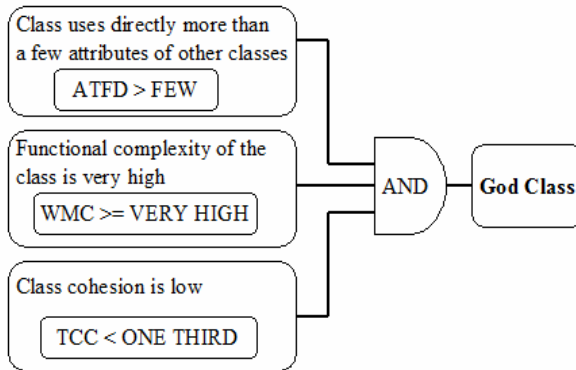 Class uses directly more than
a few attributes of other classes
ATFD > FEW
Functional complexity of the
class is very high
WMC >= VERY HIGH
Class cohesion is low
TCC < ONE THIRD
AND
God Class